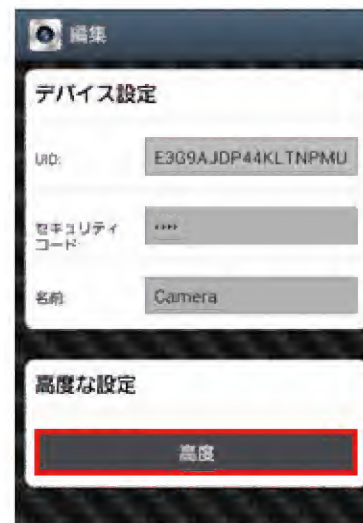 編集
デバイス設定
UID:
E3G9AJDP44KLTNPMU
セキュリティ
コード
****
名前
Camera
高度な設定
高度